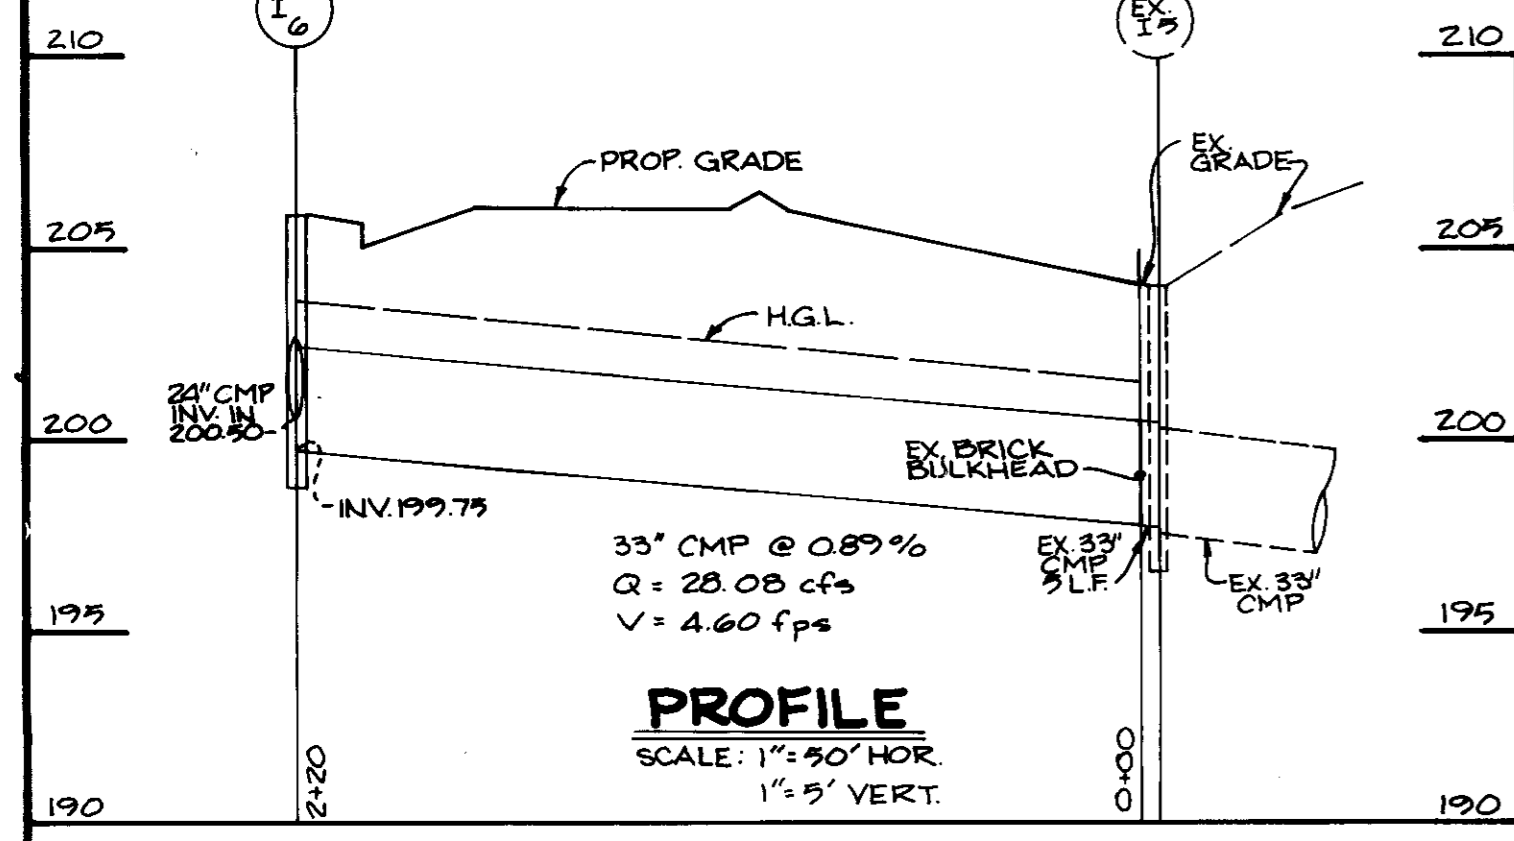 I6
EX.
I5
210
210
PROP. GRADE
EX.
GRADE
205
205
H.G.L.
24" CMP
INV. IN
200.50
200
200
EX. BRICK
BULKHEAD
INV. 199.75
33" CMP @ 0.89%
Q = 28.08 cfs
V = 4.60 fps
EX. 33"
CMP
5 L.F.
EX. 33"
CMP
195
195
PROFILE
SCALE: 1"=50' HOR.
1"=5' VERT.
2+20
0+00
190
190